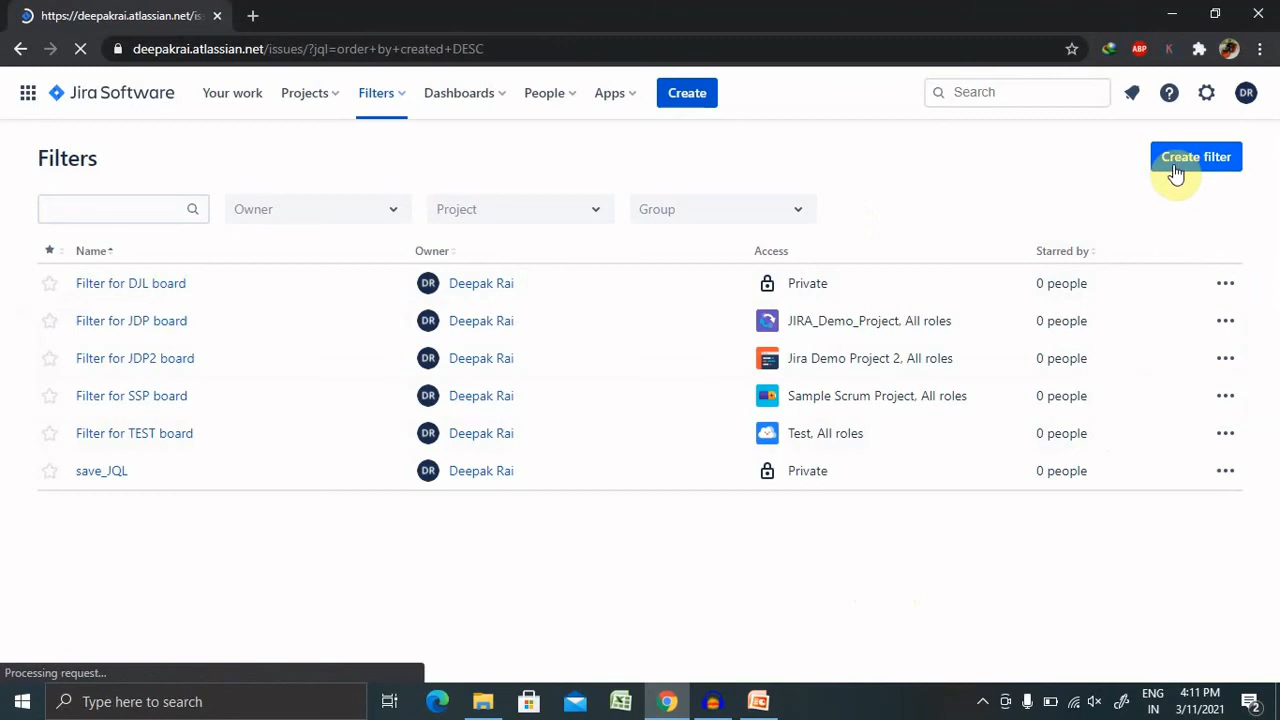 https://deepakrai.atlassian.net/is
deepakrai.atlassian.net/issues/?jql=order+by+created+DESC
ABP
K
Jira Software
Your work
Projects
Filters
Dashboards
People
Apps
Create
Search
DR
Filters
Create filter
Owner
Project
Group
Name
Owner
Access
Starred by
Filter for DJL board
DR
Deepak Rai
Private
0 people
Filter for JDP board
DR
Deepak Rai
JIRA_Demo_Project, All roles
0 people
Filter for JDP2 board
DR
Deepak Rai
Jira Demo Project 2, All roles
0 people
Filter for SSP board
DR
Deepak Rai
Sample Scrum Project, All roles
0 people
Filter for TEST board
DR
Deepak Rai
Test, All roles
0 people
save_JQL
DR
Deepak Rai
Private
0 people
Processing request...
Type here to search
ENG
IN
4:11 PM
3/11/2021
2